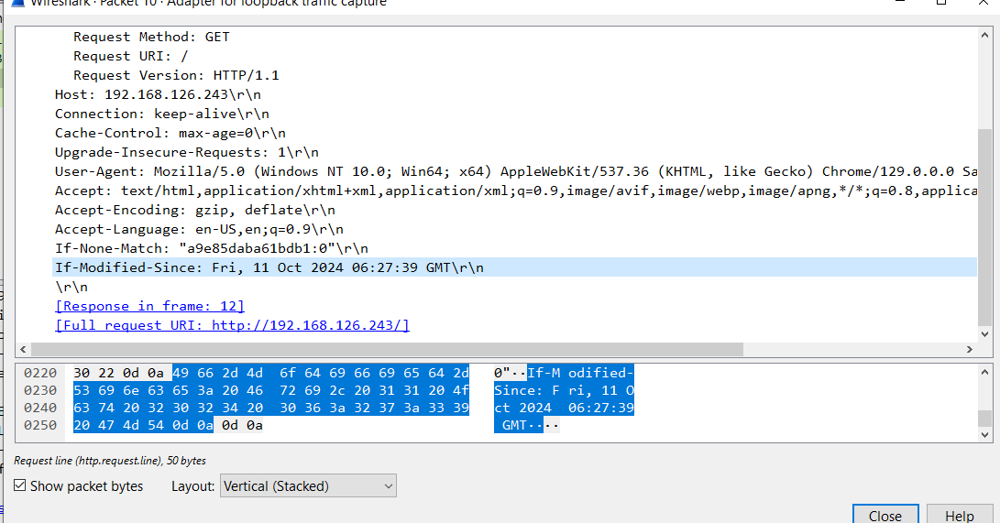 Wireshark · Packet 10 · Adapter for loopback traffic capture
Request Method: GET
Request URI: /
Request Version: HTTP/1.1
Host: 192.168.126.243\r\n
Connection: keep-alive\r\n
Cache-Control: max-age=0\r\n
Upgrade-Insecure-Requests: 1\r\n
User-Agent: Mozilla/5.0 (Windows NT 10.0; Win64; x64) AppleWebKit/537.36 (KHTML, like Gecko) Chrome/129.0.0.0 Sa
Accept: text/html,application/xhtml+xml,application/xml;q=0.9,image/avif,image/webp,image/apng,*/*;q=0.8,applica
Accept-Encoding: gzip, deflate\r\n
Accept-Language: en-US,en;q=0.9\r\n
If-None-Match: "a9e85daba61bdb1:0"\r\n
If-Modified-Since: Fri, 11 Oct 2024 06:27:39 GMT\r\n
\r\n
[Response in frame: 12]
[Full request URI: http://192.168.126.243/]
0220 30 22 0d 0a 49 66 2d 4d 6f 64 69 66 69 65 64 2d 0"··If-M odified-
0230 53 69 6e 63 65 3a 20 46 72 69 2c 20 31 31 20 4f Since: F ri, 11 O
0240 63 74 20 32 30 32 34 20 30 36 3a 32 37 3a 33 39 ct 2024 06:27:39
0250 20 47 4d 54 0d 0a 0d 0a GMT····
Request line (http.request.line), 50 bytes
Show packet bytes Layout: Vertical (Stacked)
Close Help